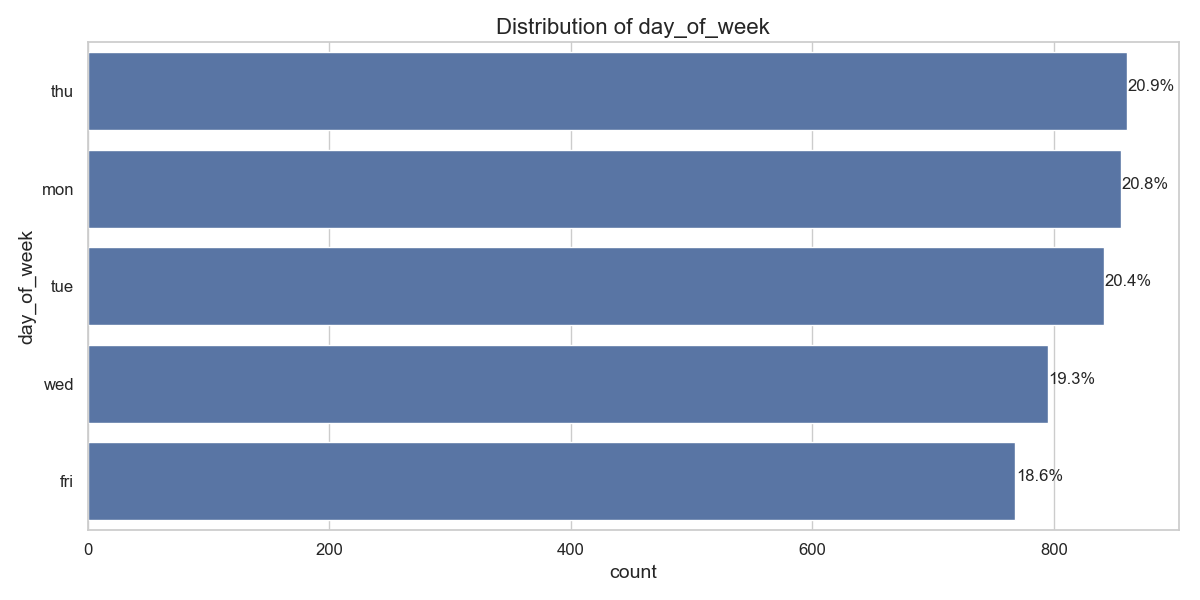 Distribution of day_of_week
thu
20.9%
mon
20.8%
tue
20.4%
wed
19.3%
fri
18.6%
day_of_week
0 200 400 600 800
count